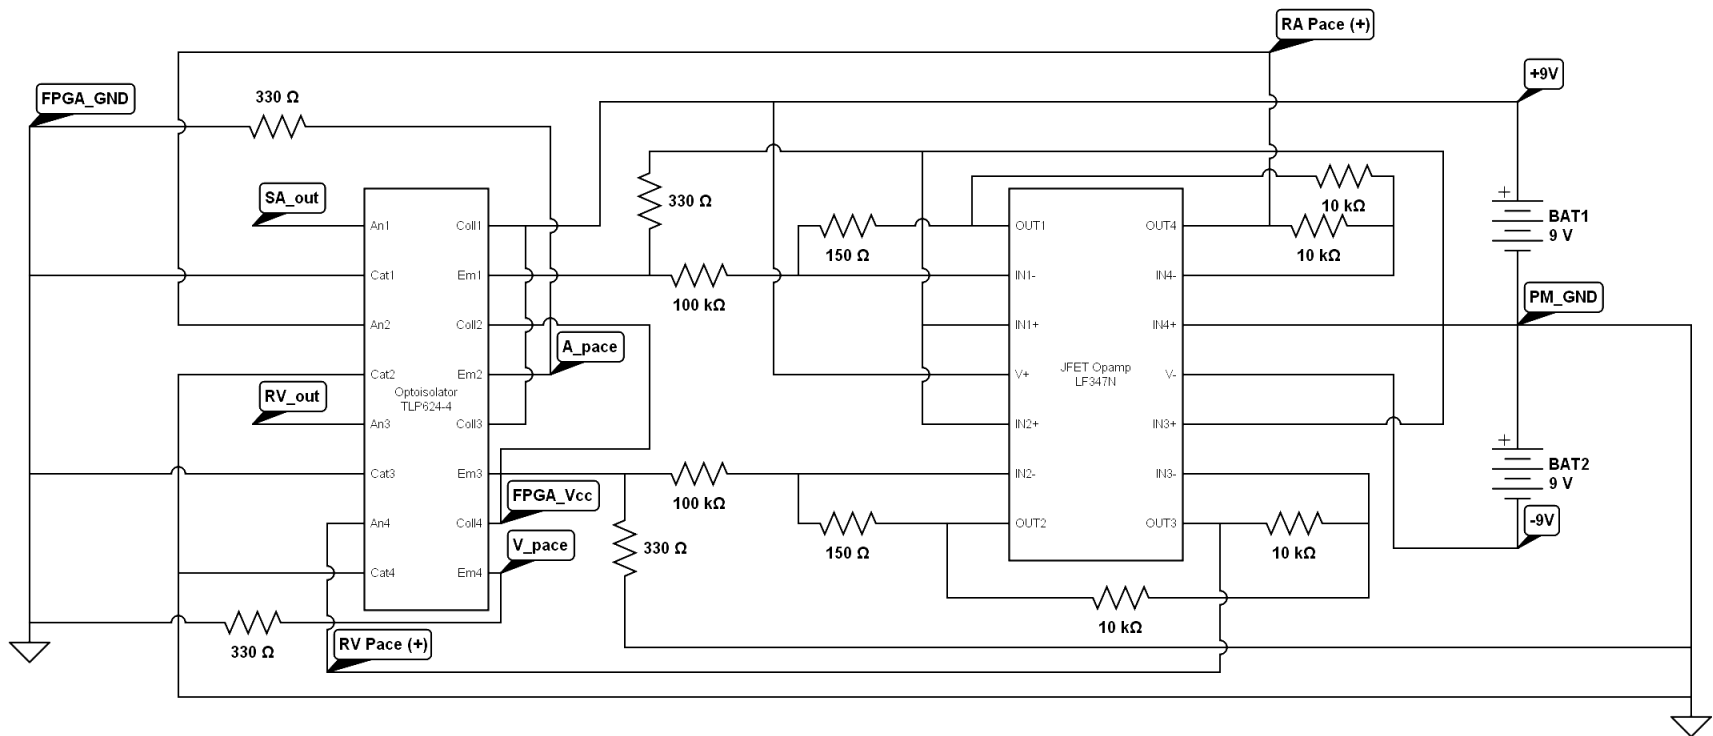 RA Pace (+)
+9V
FPGA_GND
330 Ω
SA_out
330 Ω
10 kΩ
150 Ω
10 kΩ
100 kΩ
BAT1
9 V
PM_GND
A_pace
RV_out
An1
Cat1
An2
Cat2
An3
Cat3
An4
Cat4
Optoisolator
TLP624-4
Coll1
Em1
Coll2
Em2
Coll3
Em3
Coll4
Em4
OUT1
IN1-
IN1+
V+
IN2+
IN2-
OUT2
JFET Opamp
LF347N
OUT4
IN4-
IN4+
V-
IN3+
IN3-
OUT3
BAT2
9 V
-9V
FPGA_Vcc
100 kΩ
V_pace
330 Ω
150 Ω
10 kΩ
10 kΩ
330 Ω
RV Pace (+)